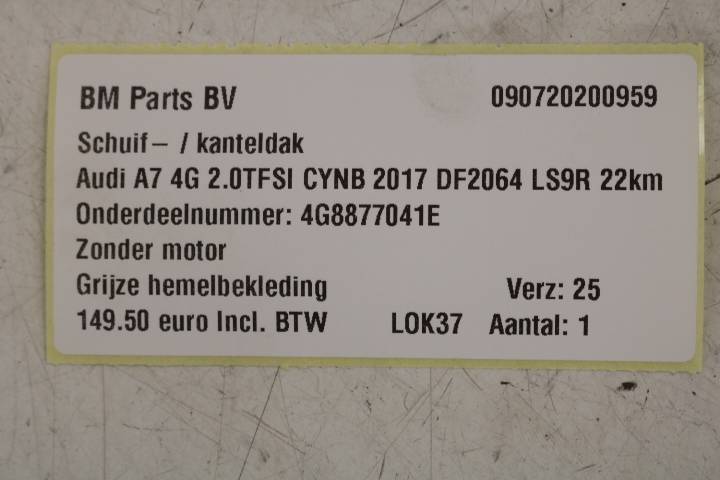 BM Parts BV 090720200959
Schuif- / kanteldak
Audi A7 4G 2.0TFSI CYNB 2017 DF2064 LS9R 22km
Onderdeelnummer: 4G8877041E
Zonder motor
Grijze hemelbekleding Verz: 25
149.50 euro Incl. BTW LOK37 Aantal: 1